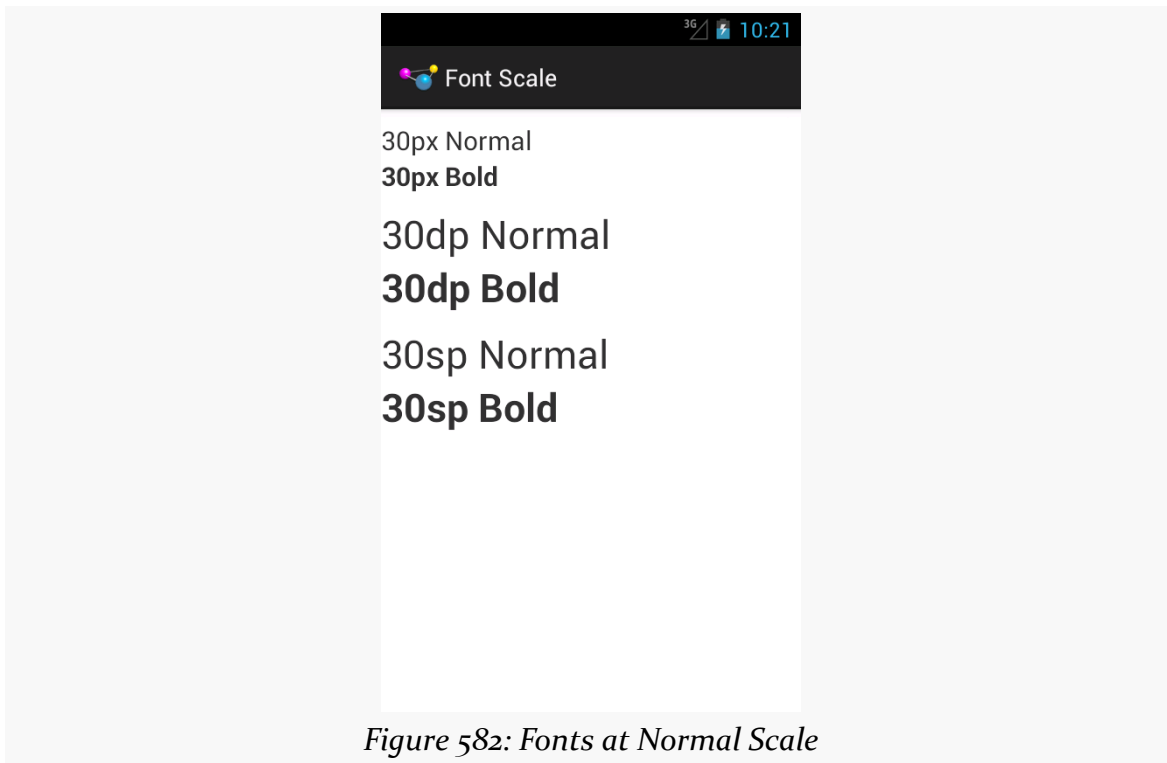 3G 10:21
Font Scale
30px Normal
30px Bold
30dp Normal
30dp Bold
30sp Normal
30sp Bold
Figure 582: Fonts at Normal Scale